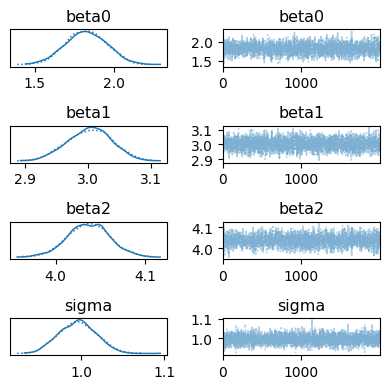 beta0 beta0
2.0
1.5
1.5 2.0 0 1000
beta1 beta1
3.1
3.0
2.9
2.9 3.0 3.1 0 1000
beta2 beta2
4.1
4.0
4.0 4.1 0 1000
sigma sigma
1.1
1.0
1.0 1.1 0 1000